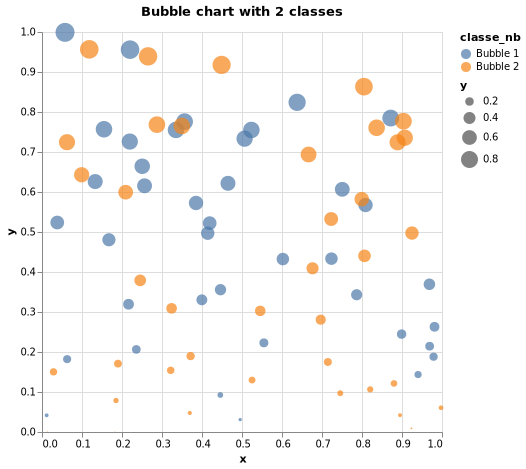 Bubble chart with 2 classes
1.0
0.9
0.8
0.7
0.6
0.5
0.4
0.3
0.2
0.1
0.0
y
0.0 0.1 0.2 0.3 0.4 0.5 0.6 0.7 0.8 0.9 1.0
x
classe_nb
Bubble 1
Bubble 2
y
0.2
0.4
0.6
0.8